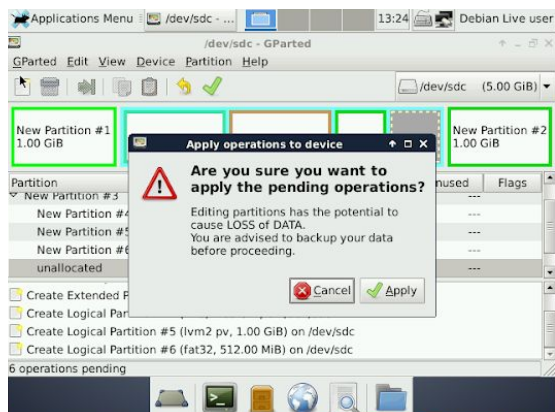 Applications Menu /dev/sdc - ... 13:24 Debian Live user
/dev/sdc - GParted
GParted Edit View Device Partition Help
/dev/sdc (5.00 GiB)
New Partition #1
1.00 GiB
New Partition #2
1.00 GiB
Apply operations to device
Are you sure you want to
apply the pending operations?
Editing partitions has the potential to
cause LOSS of DATA.
You are advised to backup your data
before proceeding.
Cancel Apply
Partition nused Flags
New Partition #3 ---
New Partition #4 ---
New Partition #5 ---
New Partition #6 ---
unallocated ---
Create Extended P
Create Logical Par
Create Logical Partition #5 (lvm2 pv, 1.00 GiB) on /dev/sdc
Create Logical Partition #6 (fat32, 512.00 MiB) on /dev/sdc
6 operations pending